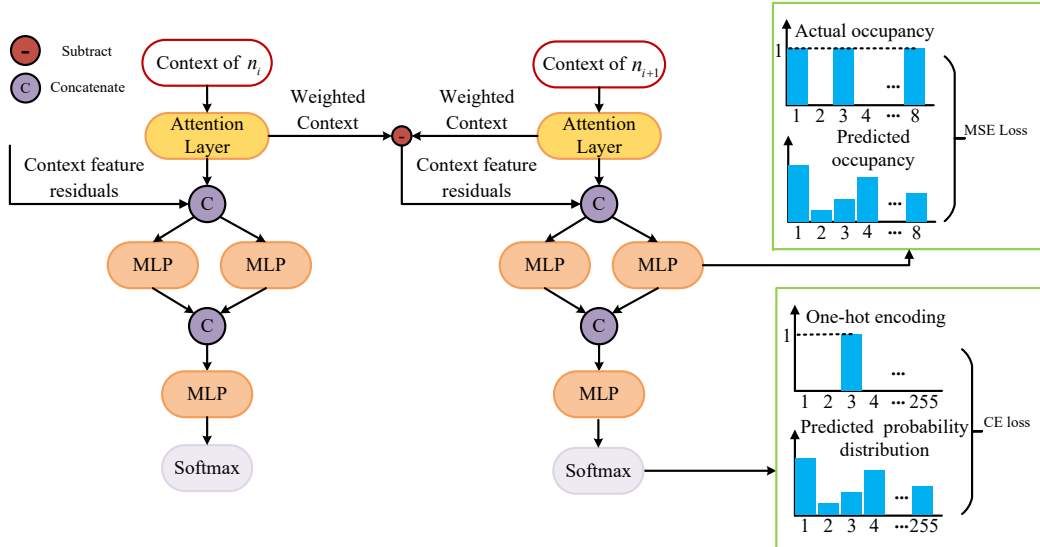 -
Subtract
C
Concatenate
Context of n_i
Attention
Layer
Weighted
Context
Context feature
residuals
C
MLP
MLP
C
MLP
Softmax
-
Context of n_{i+1}
Weighted
Context
Attention
Layer
Context feature
residuals
C
MLP
MLP
C
MLP
Softmax
Actual occupancy
1
...
1 2 3 4 ... 8
Predicted
occupancy
...
1 2 3 4 ... 8
MSE Loss
One-hot encoding
1
...
1 2 3 4 ... 255
Predicted probability
distribution
...
1 2 3 4 ...255
CE loss